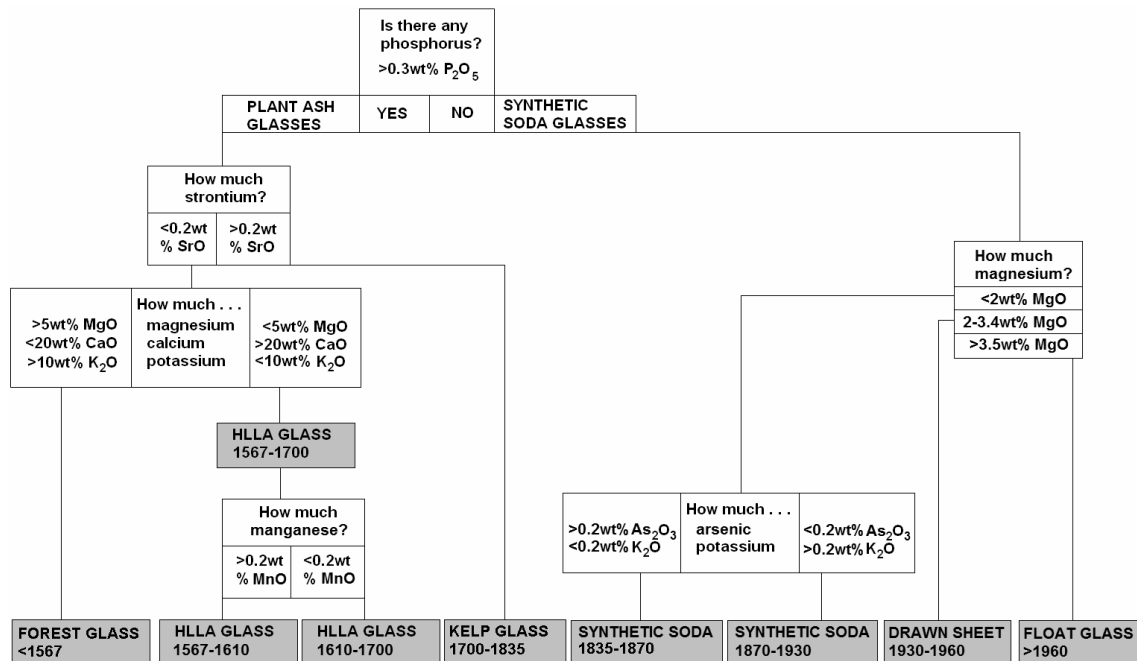 Is there any
phosphorus?
>0.3wt% P₂O₅
PLANT ASH
GLASSES
YES
NO
SYNTHETIC
SODA GLASSES
How much
strontium?
<0.2wt
% SrO
>0.2wt
% SrO
How much
magnesium?
<2wt% MgO
2-3.4wt% MgO
>3.5wt% MgO
>5wt% MgO
<20wt% CaO
>10wt% K₂O
How much . . .
magnesium
calcium
potassium
<5wt% MgO
>20wt% CaO
<10wt% K₂O
HLLA GLASS
1567-1700
How much
manganese?
>0.2wt
% MnO
<0.2wt
% MnO
>0.2wt% As₂O₃
<0.2wt% K₂O
How much . . .
arsenic
potassium
<0.2wt% As₂O₃
>0.2wt% K₂O
FOREST GLASS
<1567
HLLA GLASS
1567-1610
HLLA GLASS
1610-1700
KELP GLASS
1700-1835
SYNTHETIC SODA
1835-1870
SYNTHETIC SODA
1870-1930
DRAWN SHEET
1930-1960
FLOAT GLASS
>1960